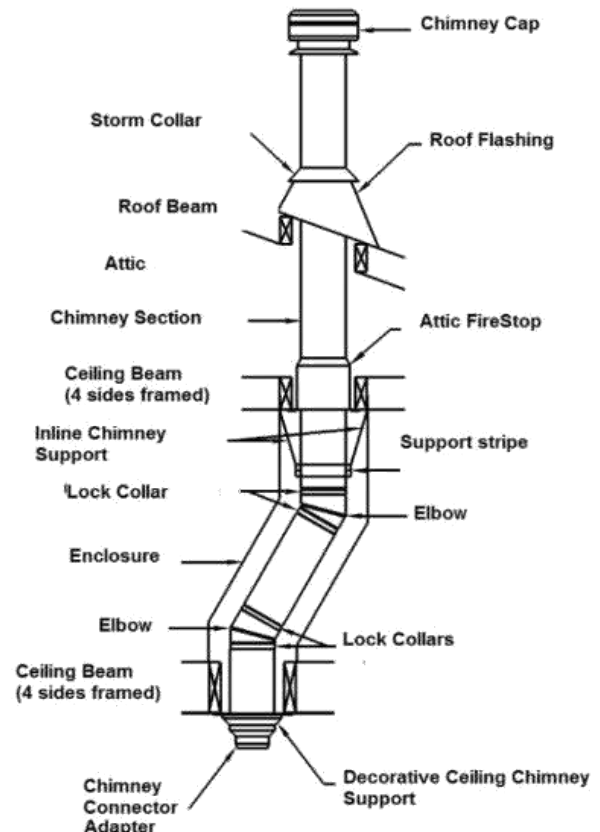 Chimney Cap
Storm Collar
Roof Flashing
Roof Beam
Attic
Chimney Section
Attic FireStop
Ceiling Beam
(4 sides framed)
Inline Chimney
Support
Support stripe
Lock Collar
Elbow
Enclosure
Elbow
Lock Collars
Ceiling Beam
(4 sides framed)
Decorative Ceiling Chimney
Support
Chimney
Connector
Adapter